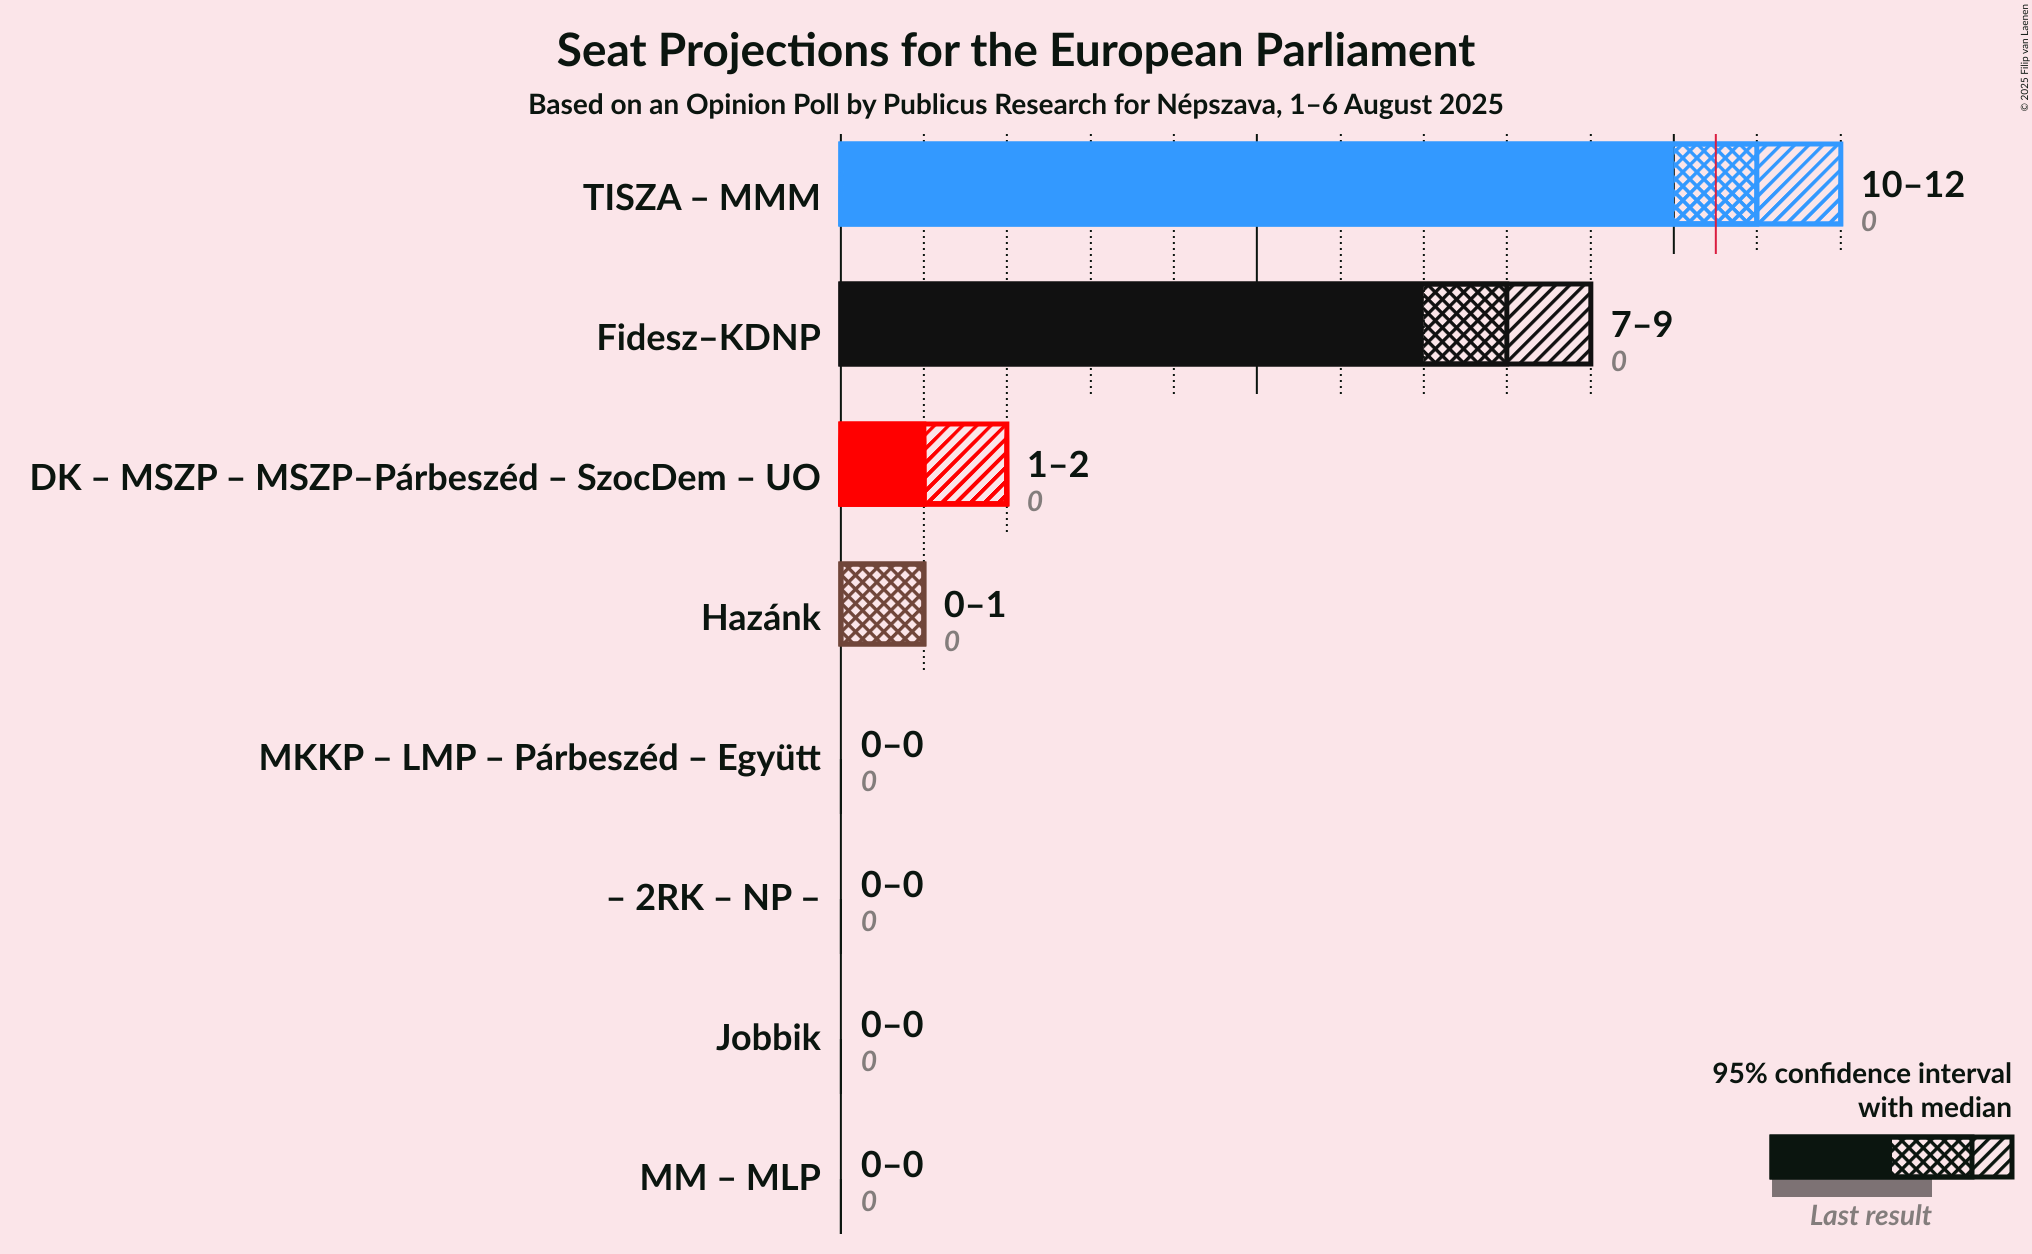 Seat Projections for the European Parliament
Based on an Opinion Poll by Publicus Research for Népszava, 1–6 August 2025
© 2025 Filip van Laenen
TISZA – MMM
10–12
0
Fidesz–KDNP
7–9
0
DK – MSZP – MSZP–Párbeszéd – SzocDem – UO
1–2
0
Hazánk
0–1
0
MKKP – LMP – Párbeszéd – Együtt
0–0
0
– 2RK – NP –
0–0
0
Jobbik
0–0
0
MM – MLP
0–0
0
95% confidence interval
with median
Last result